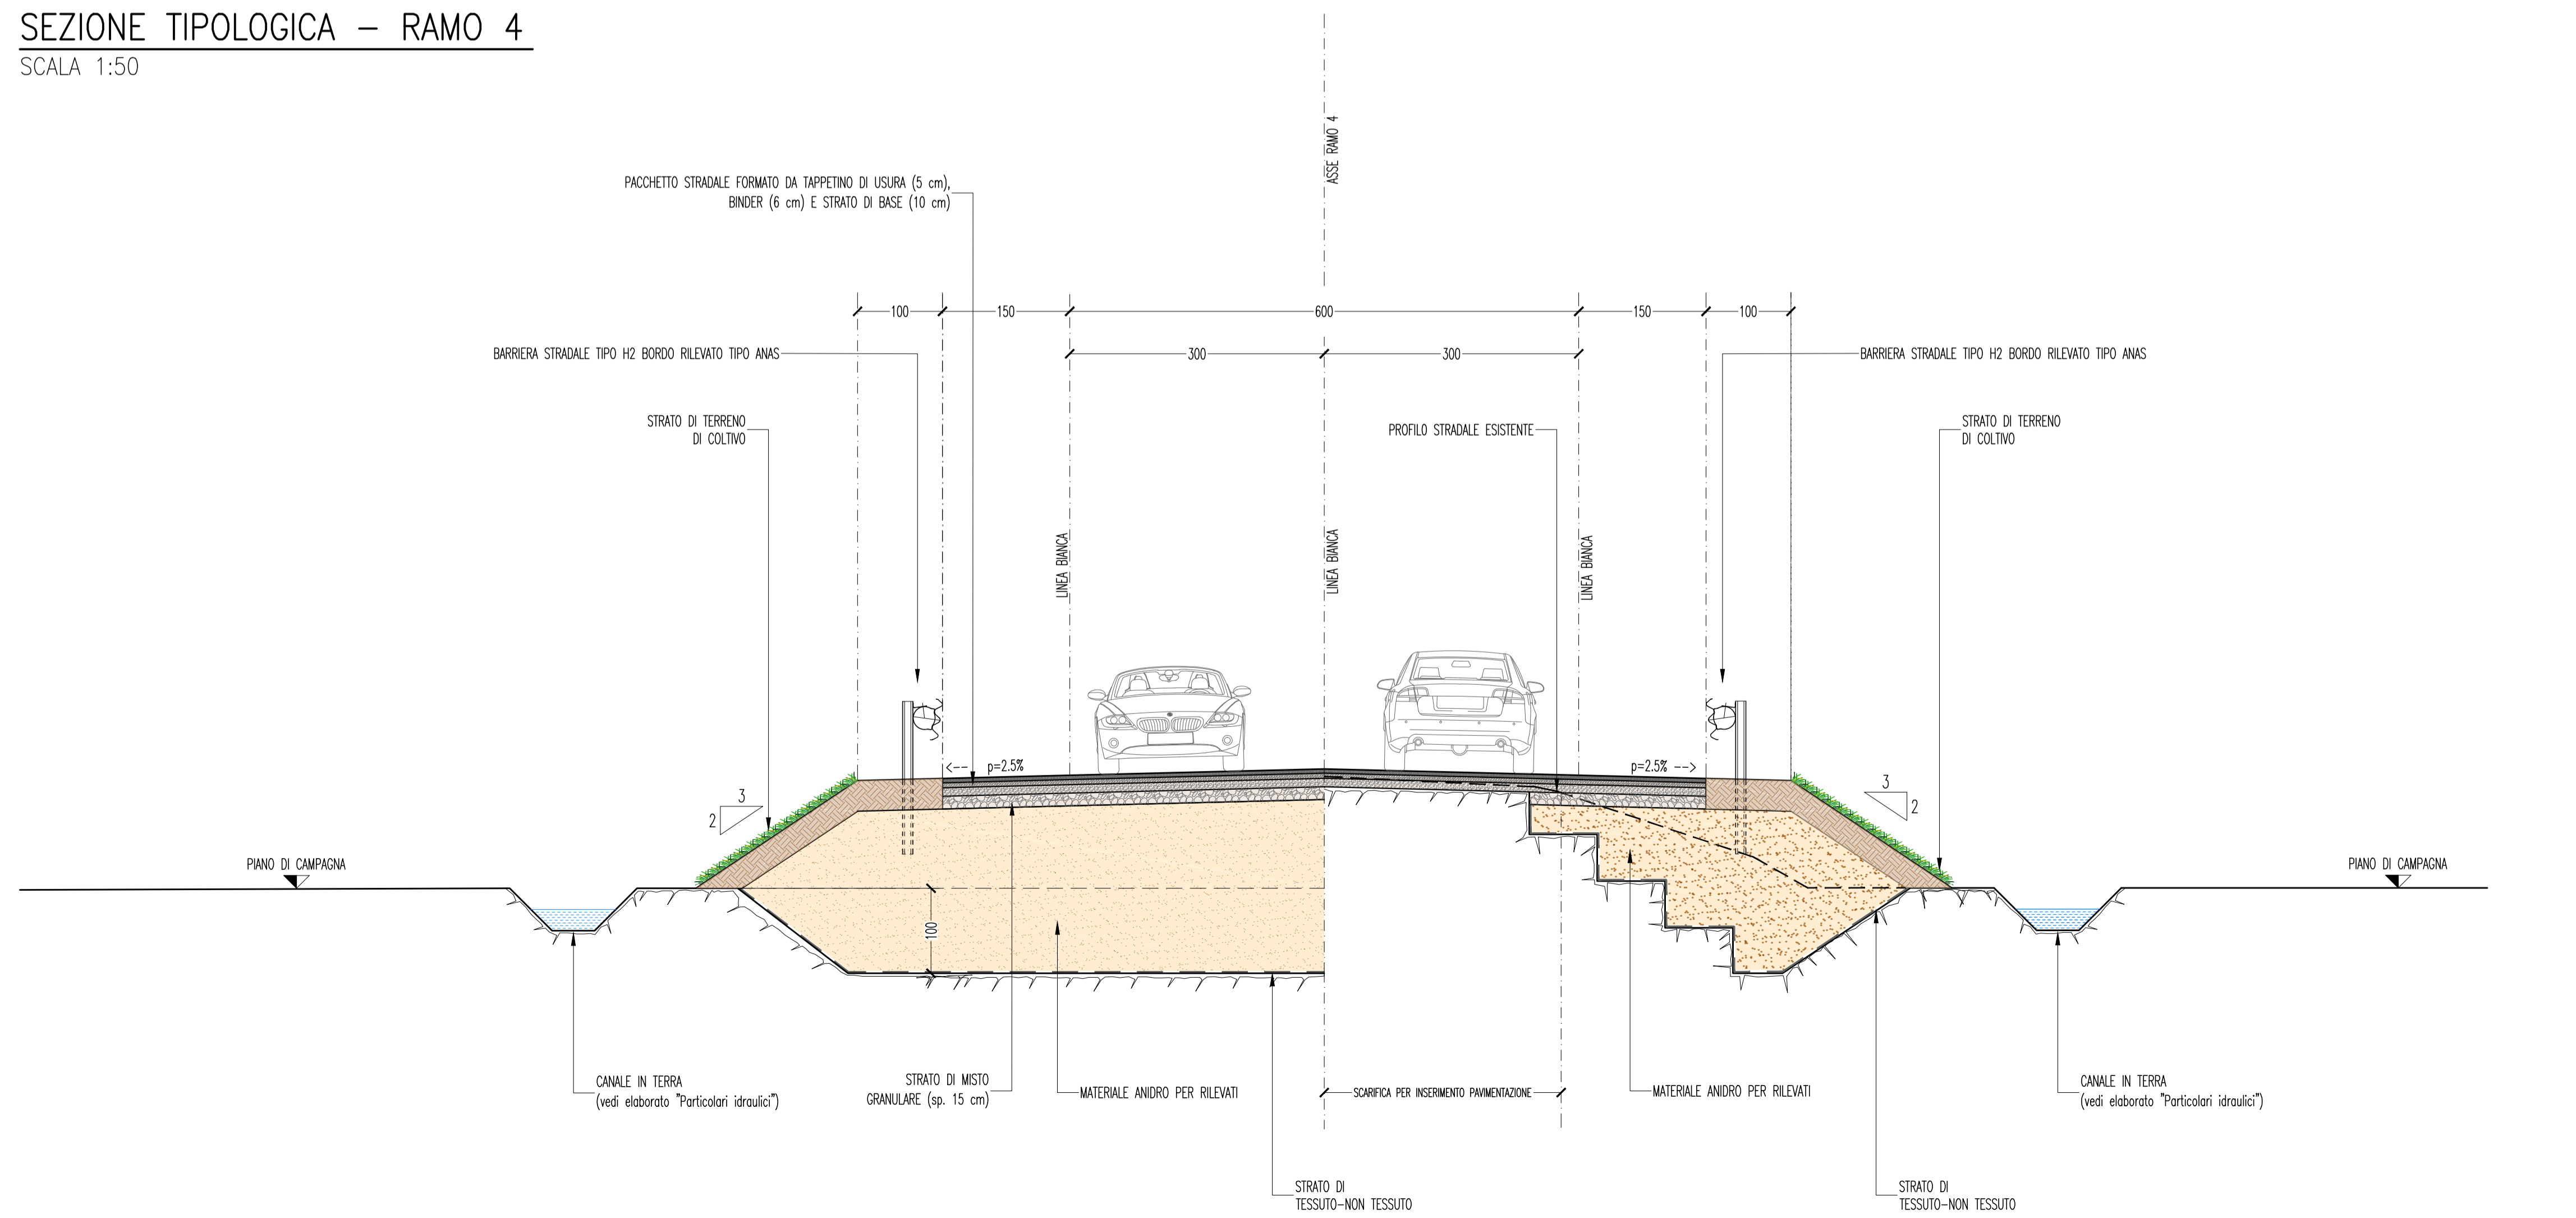 SEZIONE TIPOLOGICA – RAMO 4
SCALA 1:50
ASSE RAMO 4
PACCHETTO STRADALE FORMATO DA TAPPETINO DI USURA (5 cm),
BINDER (6 cm) E STRATO DI BASE (10 cm)
100
150
600
150
100
300
300
BARRIERA STRADALE TIPO H2 BORDO RILEVATO TIPO ANAS
BARRIERA STRADALE TIPO H2 BORDO RILEVATO TIPO ANAS
STRATO DI TERRENO
DI COLTIVO
PROFILO STRADALE ESISTENTE
STRATO DI TERRENO
DI COLTIVO
LINEA BIANCA
LINEA BIANCA
LINEA BIANCA
<-- p=2.5%
p=2.5% -->
3
2
3
2
PIANO DI CAMPAGNA
PIANO DI CAMPAGNA
100
CANALE IN TERRA
(vedi elaborato "Particolari idraulici")
STRATO DI MISTO
GRANULARE (sp. 15 cm)
MATERIALE ANIDRO PER RILEVATI
SCARIFICA PER INSERIMENTO PAVIMENTAZIONE
MATERIALE ANIDRO PER RILEVATI
CANALE IN TERRA
(vedi elaborato "Particolari idraulici")
STRATO DI
TESSUTO-NON TESSUTO
STRATO DI
TESSUTO-NON TESSUTO